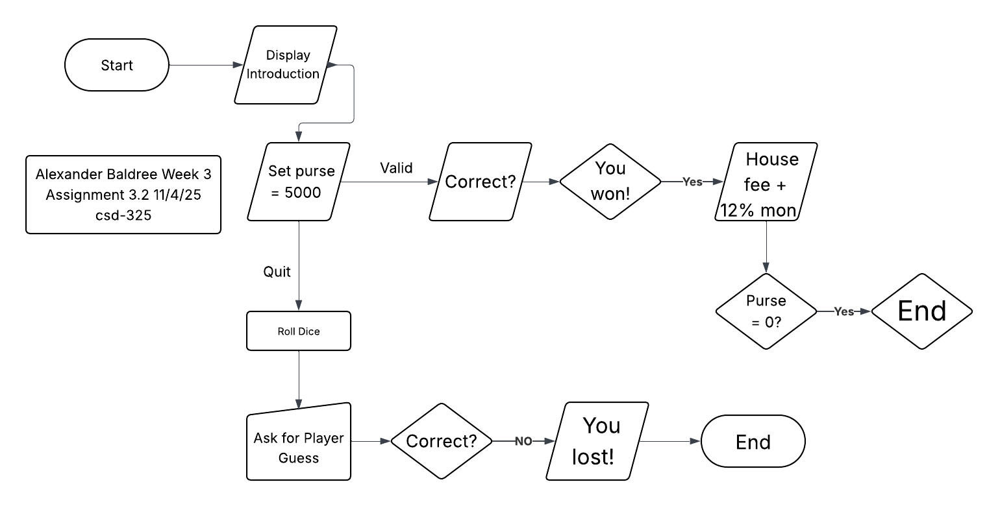 Start
Display
Introduction
Alexander Baldree Week 3
Assignment 3.2 11/4/25
csd-325
Set purse
= 5000
Valid
Correct?
You
won!
Yes
House
fee +
12% mon
Quit
Purse
= 0?
Yes
End
Roll Dice
Ask for Player
Guess
Correct?
NO
You
lost!
End